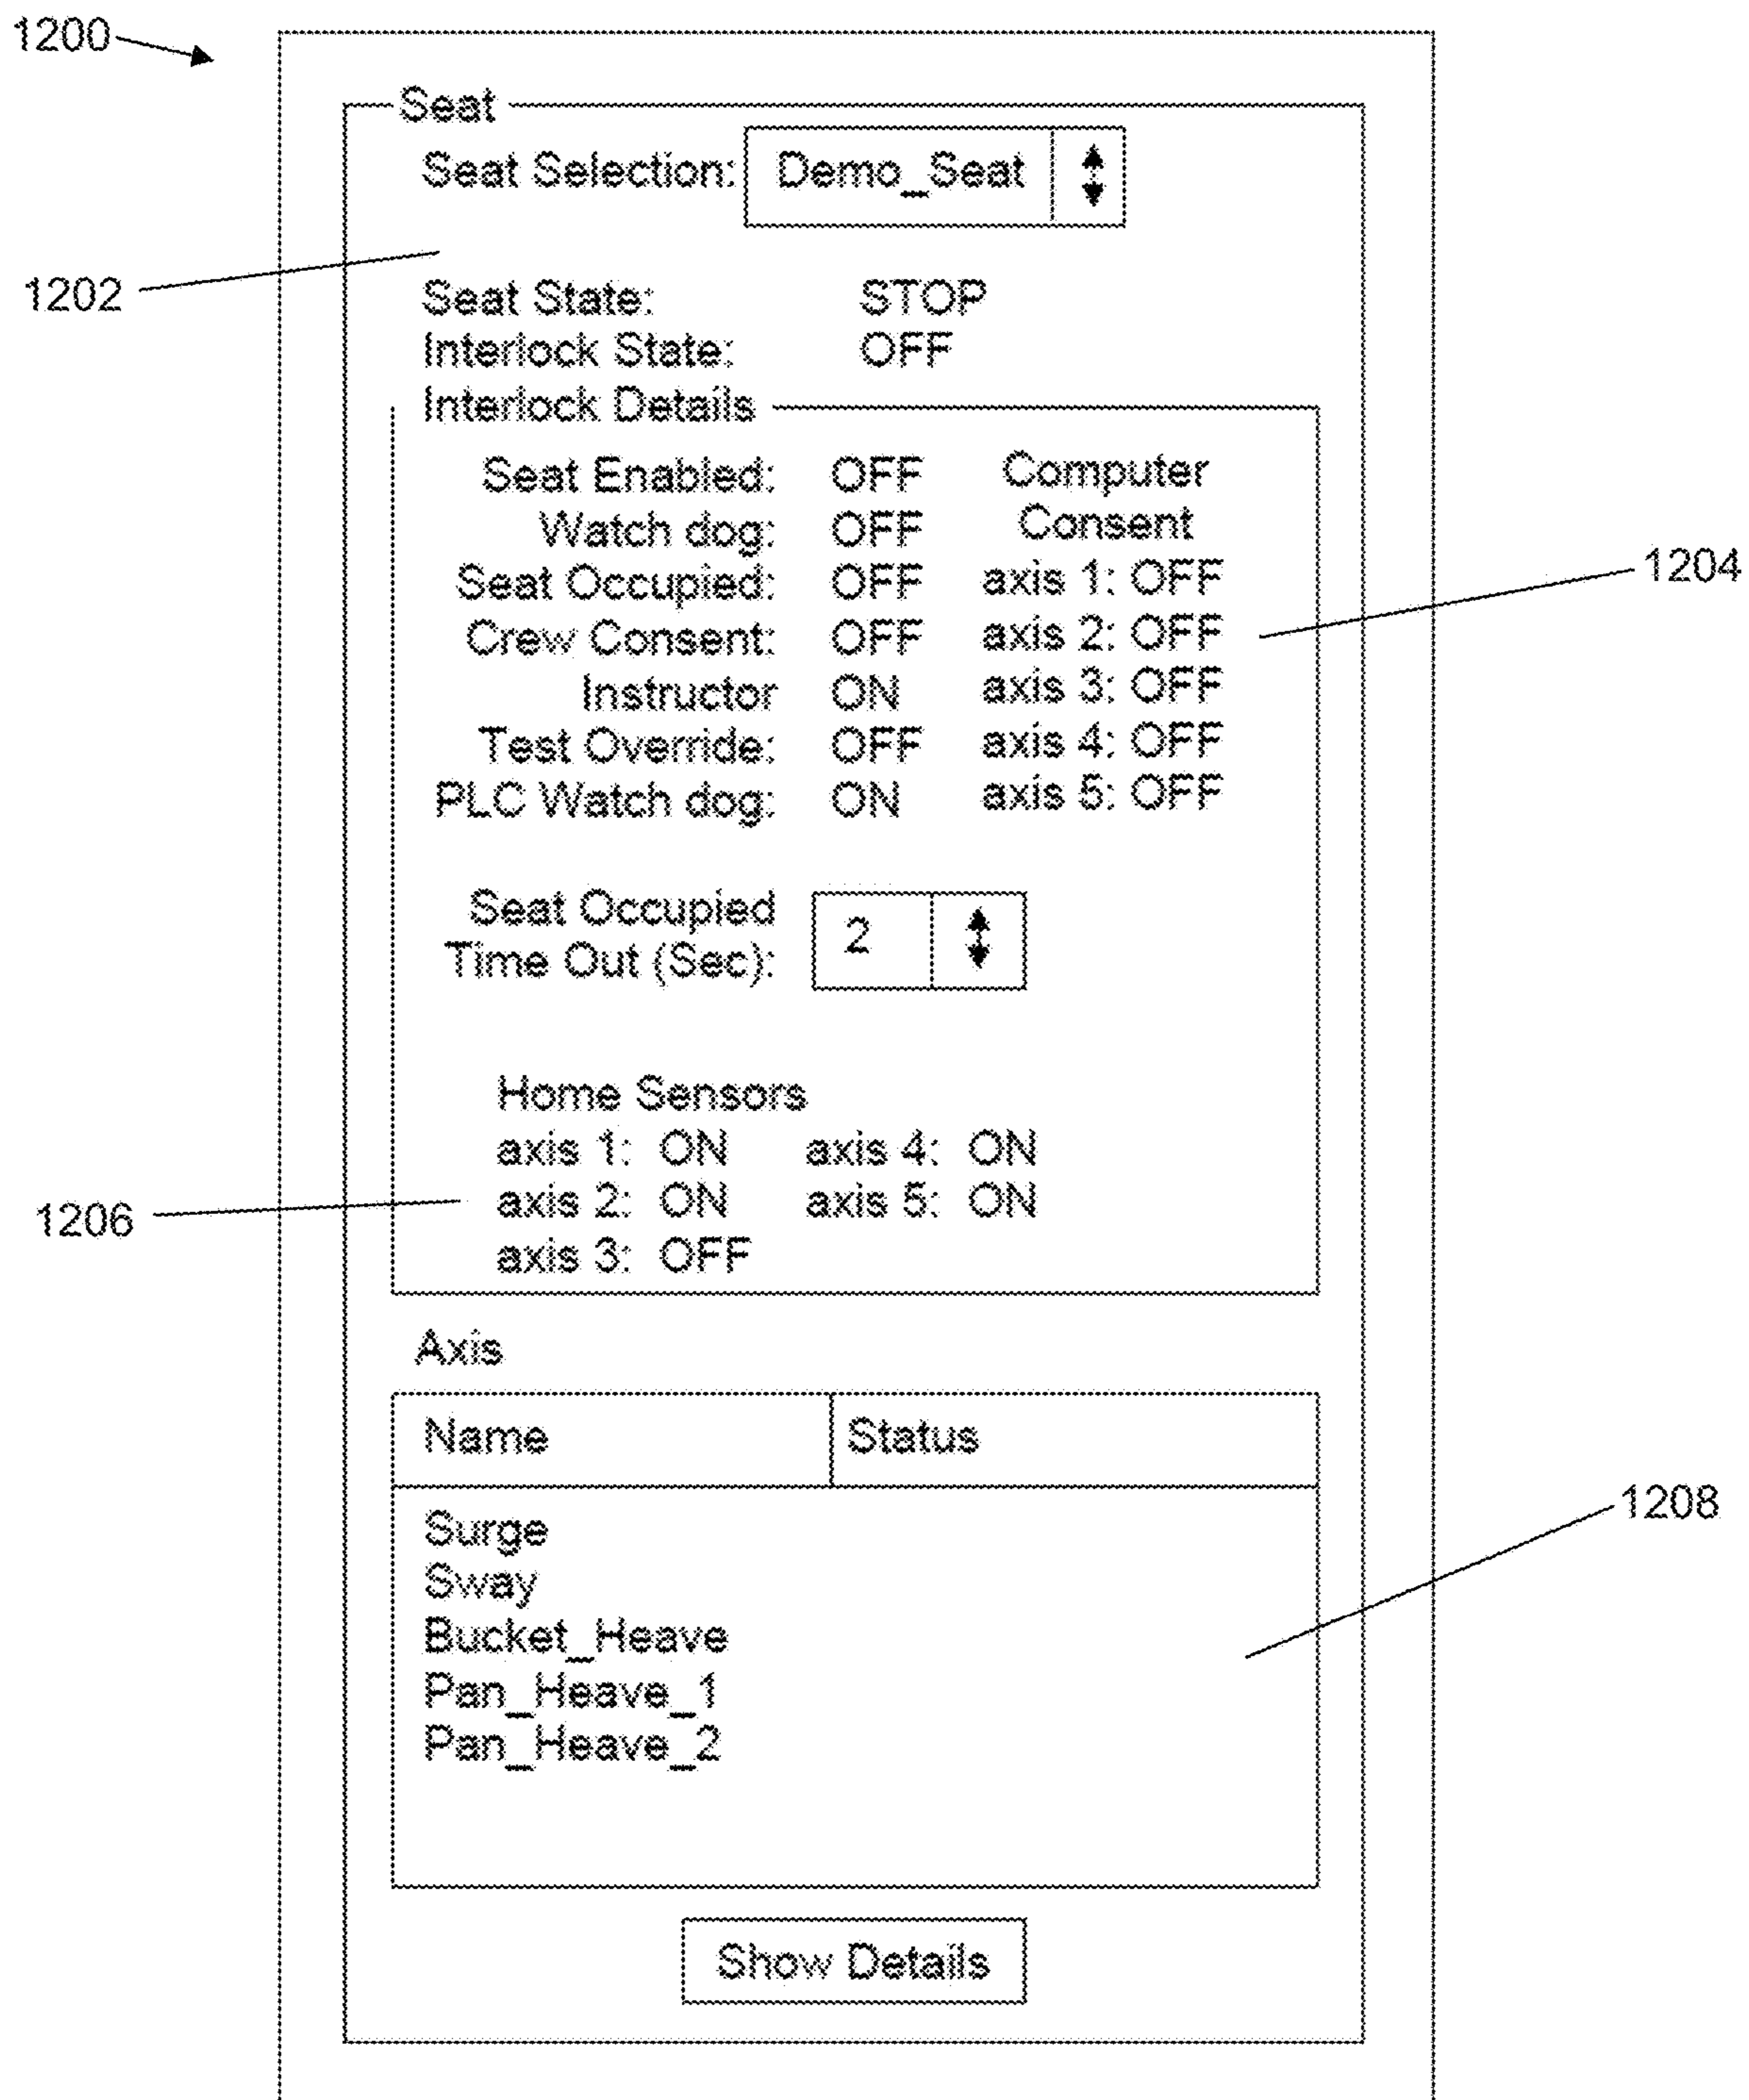 1200
Seat
Seat Selection: Demo_Seat
1202
Seat State: STOP
Interlock State: OFF
Interlock Details
Seat Enabled: OFF
Watch dog: OFF
Seat Occupied: OFF
Crew Consent: OFF
Instructor ON
Test Override: OFF
PLC Watch dog: ON
Computer
Consent
axis 1: OFF
axis 2: OFF
axis 3: OFF
axis 4: OFF
axis 5: OFF
1204
Seat Occupied
Time Out (Sec): 2
Home Sensors
axis 1: ON axis 4: ON
axis 2: ON axis 5: ON
axis 3: OFF
1206
Axis
Name Status
Surge
Sway
Bucket_Heave
Pan_Heave_1
Pan_Heave_2
1208
Show Details